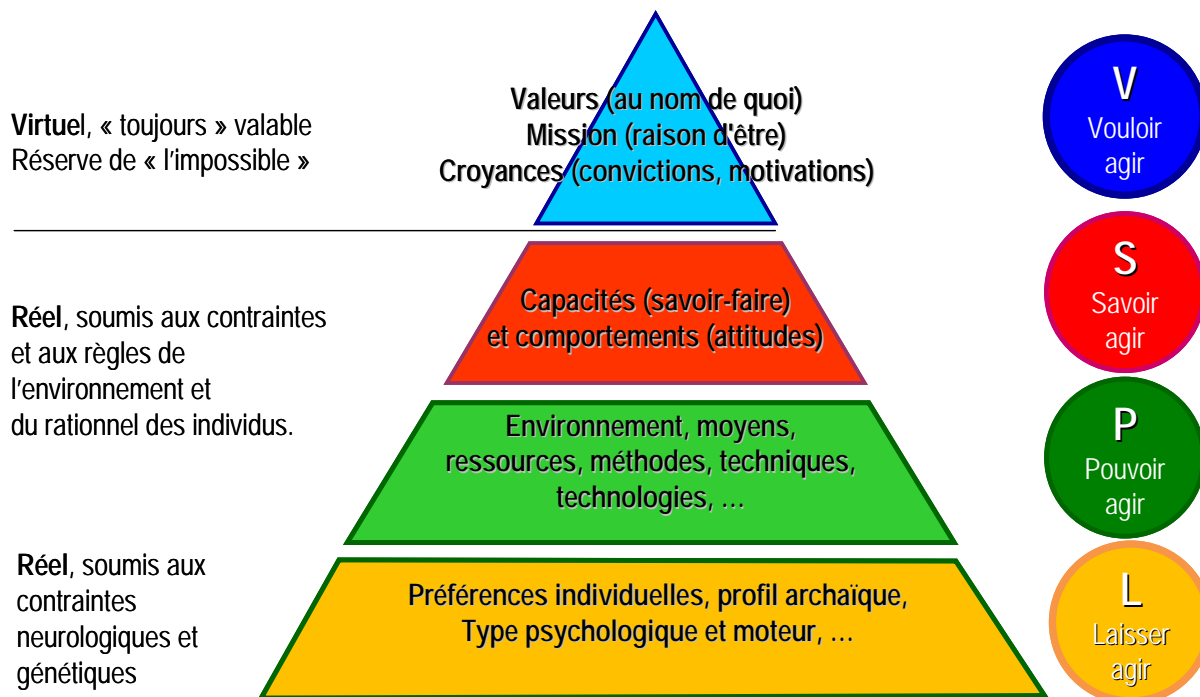 Virtuel, « toujours » valable
Réserve de « l'impossible »
Valeurs (au nom de quoi)
Mission (raison d'être)
Croyances (convictions, motivations)
V
Vouloir
agir
Réel, soumis aux contraintes
et aux règles de
l'environnement et
du rationnel des individus.
Capacités (savoir-faire)
et comportements (attitudes)
S
Savoir
agir
Environnement, moyens,
ressources, méthodes, techniques,
technologies, …
P
Pouvoir
agir
Réel, soumis aux
contraintes
neurologiques et
génétiques
Préférences individuelles, profil archaïque,
Type psychologique et moteur, …
L
Laisser
agir